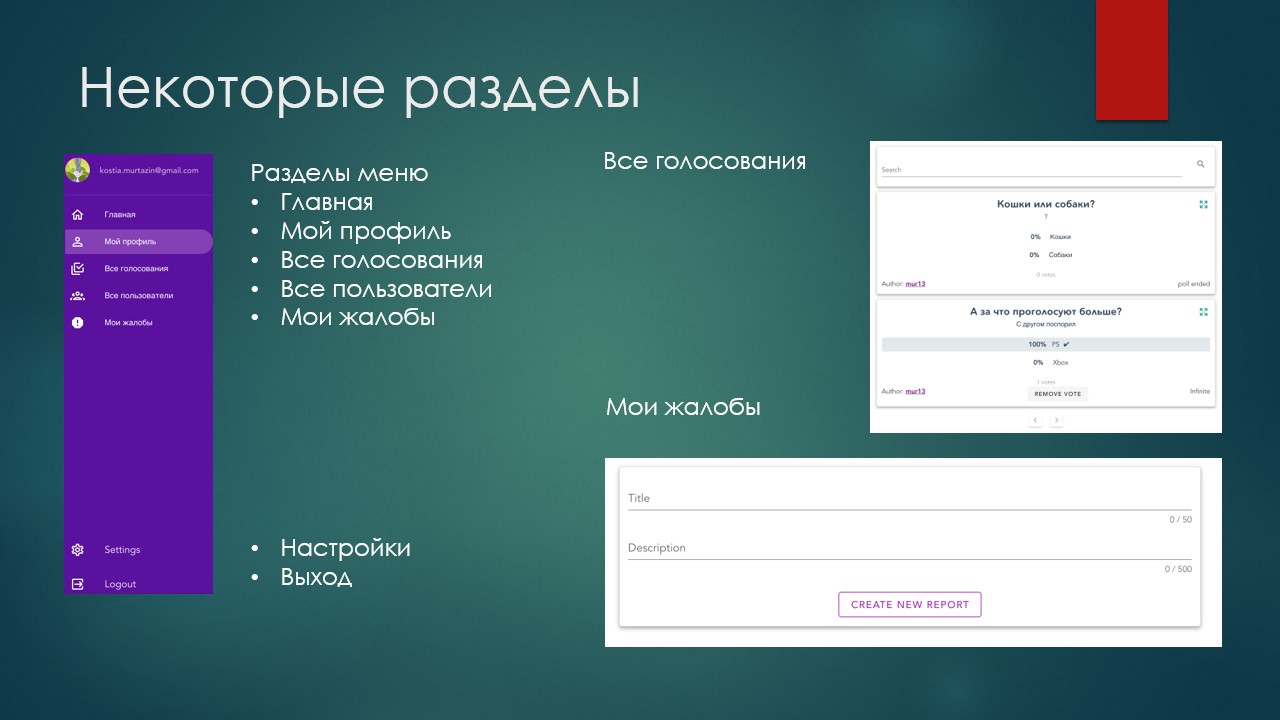 Некоторые разделы
kostia.murtazin@gmail.com
Главная
Мой профиль
Все голосования
Все пользователи
Мои жалобы
Settings
Logout
Разделы меню
• Главная
• Мой профиль
• Все голосования
• Все пользователи
• Мои жалобы
• Настройки
• Выход
Все голосования
Search
Кошки или собаки?
?
0% Кошки
0% Собаки
0 votes
Author: mur13 poll ended
А за что проголосуют больше?
С другом поспорил
100% PS ✔
0% Xbox
1 votes
Author: mur13 REMOVE VOTE Infinite
Мои жалобы
Title
0 / 50
Description
0 / 500
CREATE NEW REPORT